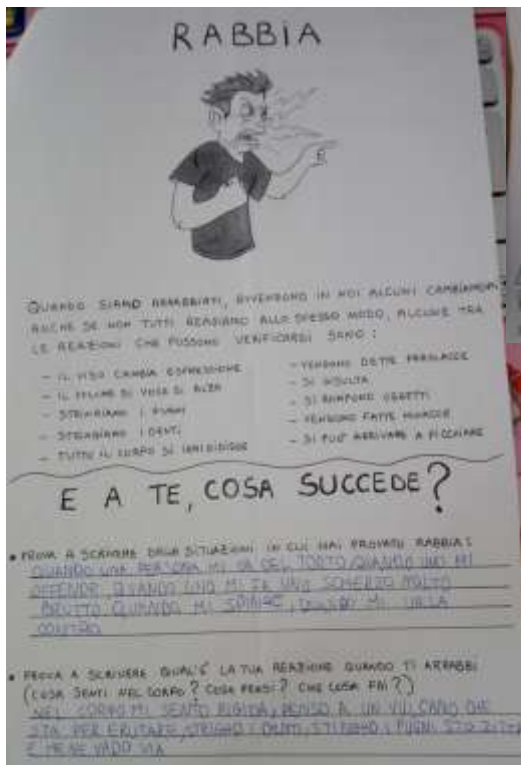 RABBIA
QUANDO SIAMO ARRABBIATI, AVVENGONO IN NOI ALCUNI CAMBIAMENTI
ANCHE SE NON TUTTI REAGIAMO ALLO STESSO MODO, ALCUNE TRA
LE REAZIONI CHE POSSONO VERIFICARSI SONO:
- IL VISO CAMBIA ESPRESSIONE
- IL VOLUME DI VOCE SI ALZA
- STRINGIAMO I PUGNI
- STRINGIAMO I DENTI
- TUTTO IL CORPO SI IRRIGIDISCE
- VENGONO DETTE PAROLACCE
- SI INSULTA
- SI ROMPONO OGGETTI
- VENGONO FATTE MINACCE
- SI PUÒ ARRIVARE A PICCHIARE
E A TE, COSA SUCCEDE?
• PROVA A SCRIVERE DELLE SITUAZIONI IN CUI HAI PROVATO RABBIA:
QUANDO UNA PERSONA MI DA DEL TORTO, QUANDO UNO MI
OFFENDE, QUANDO UNO MI FA UNO SCHERZO MOLTO
BRUTTO QUANDO MI SPINGE, QUANDO MI URLA
CONTRO
• PROVA A SCRIVERE QUAL'È LA TUA REAZIONE QUANDO TI ARRABBI
(COSA SENTI NEL CORPO? COSA PENSI? CHE COSA FAI?)
NEL CORPO MI SENTO RIGIDA, PENSO A UN VULCANO CHE
STA PER ERUTARE, STRINGO I DENTI, STRINGO I PUGNI STO ZITTA
E ME NE VADO VIA